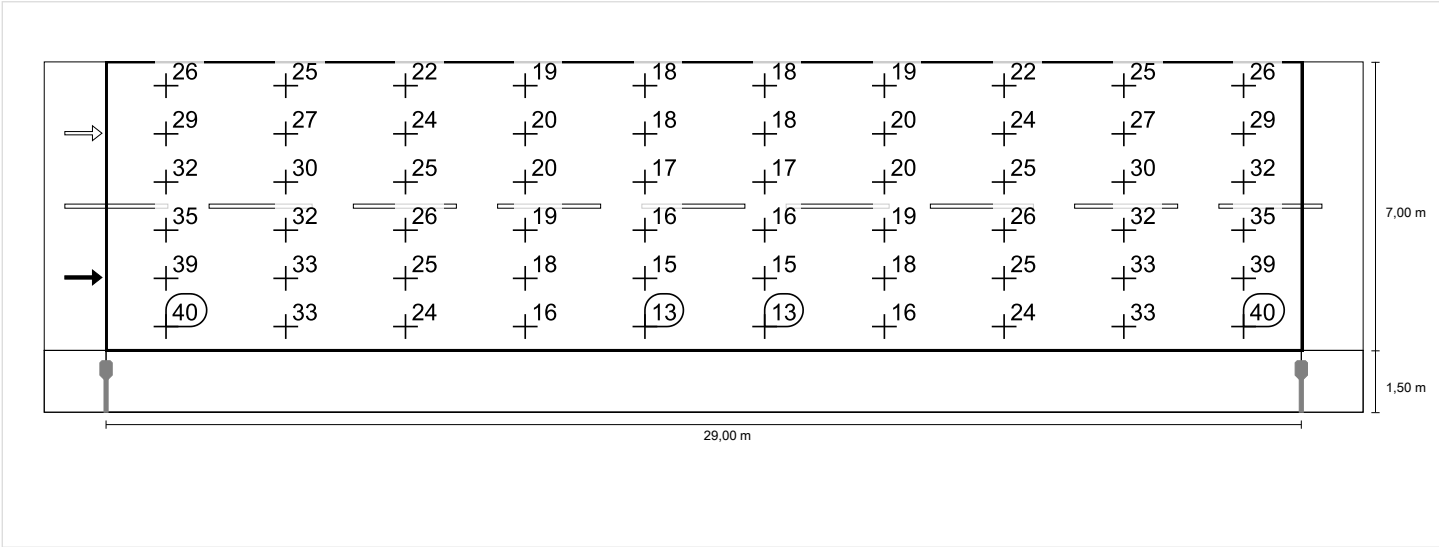 26 25 22 19 18 18 19 22 25 26
29 27 24 20 18 18 20 24 27 29
32 30 25 20 17 17 20 25 30 32
35 32 26 19 16 16 19 26 32 35
7,00 m
39 33 25 18 15 15 18 25 33 39
40 33 24 16 13 13 16 24 33 40
1,50 m
29,00 m